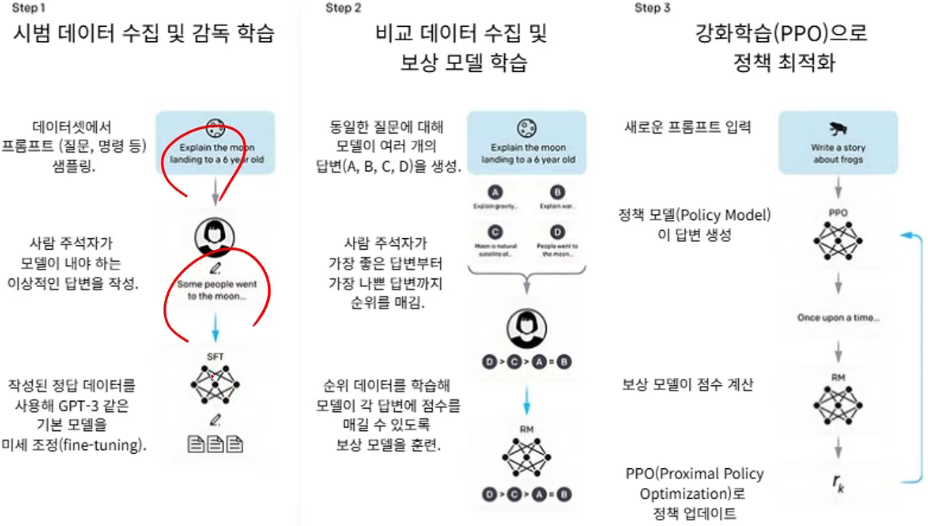 Step 1
시범 데이터 수집 및 감독 학습
데이터셋에서
프롬프트 (질문, 명령 등)
샘플링.
Explain the moon
landing to a 6 year old
사람 주석자가
모델이 내야 하는
이상적인 답변을 작성.
Some people went
to the moon...
작성된 정답 데이터를
사용해 GPT-3 같은
기본 모델을
미세 조정(fine-tuning).
SFT
Step 2
비교 데이터 수집 및
보상 모델 학습
동일한 질문에 대해
모델이 여러 개의
답변(A, B, C, D)을 생성.
Explain the moon
landing to a 6 year old
A
B
Explain gravity...
Explain war...
C
D
Moon is natural
satellite of...
People went to
the moon...
사람 주석자가
가장 좋은 답변부터
가장 나쁜 답변까지
순위를 매김.
D > C > A = B
순위 데이터를 학습해
모델이 각 답변에 점수를
매길 수 있도록
보상 모델을 훈련.
RM
D > C > A = B
Step 3
강화학습(PPO)으로
정책 최적화
새로운 프롬프트 입력
Write a story
about frogs
정책 모델(Policy Model)
이 답변 생성
PPO
Once upon a time...
보상 모델이 점수 계산
RM
PPO(Proximal Policy
Optimization)로
정책 업데이트
rk